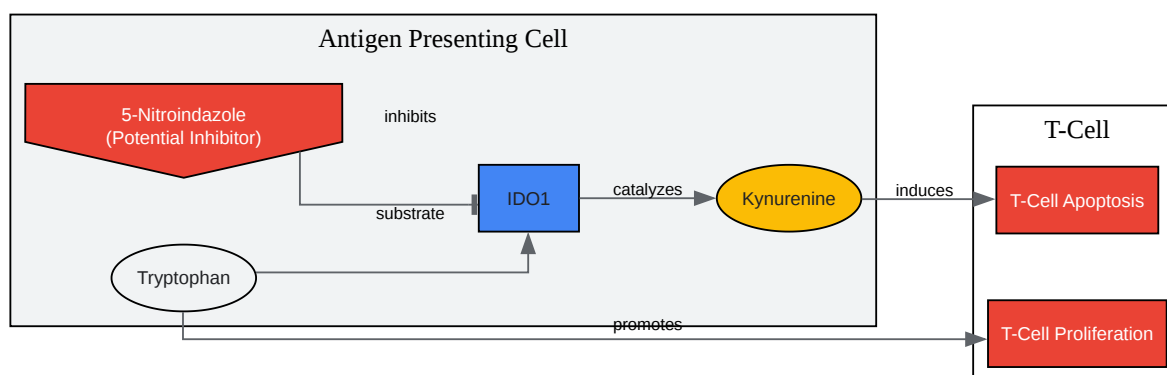 Antigen Presenting Cell
5-Nitroindazole
(Potential Inhibitor)
inhibits
T-Cell
substrate
IDO1
catalyzes
Kynurenine
induces
T-Cell Apoptosis
Tryptophan
promotes
T-Cell Proliferation